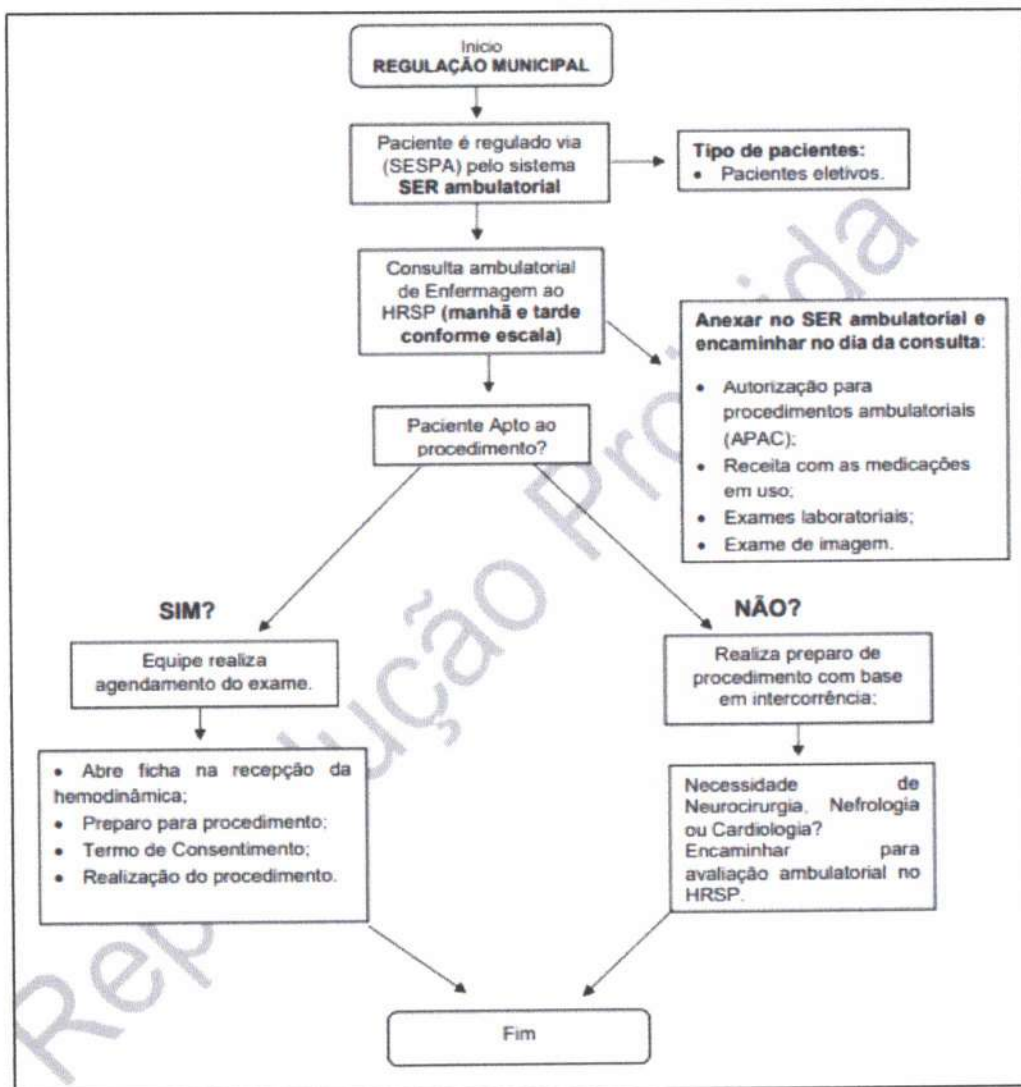 Inicio
REGULAÇÃO MUNICIPAL
Paciente é regulado via
(SESPA) pelo sistema
SER ambulatorial
Tipo de pacientes:
• Pacientes eletivos.
Consulta ambulatorial
de Enfermagem ao
HRSP (manhã e tarde
conforme escala)
Anexar no SER ambulatorial e
encaminhar no dia da consulta:
• Autorização para
procedimentos ambulatoriais
(APAC);
• Receita com as medicações
em uso;
• Exames laboratoriais;
• Exame de imagem.
Paciente Apto ao
procedimento?
SIM?
Equipe realiza
agendamento do exame.
• Abre ficha na recepção da
hemodinâmica;
• Preparo para procedimento;
• Termo de Consentimento;
• Realização do procedimento.
NÃO?
Realiza preparo de
procedimento com base
em intercorrência;
Necessidade de
Neurocirurgia, Nefrologia
ou Cardiologia?
Encaminhar para
avaliação ambulatorial no
HRSP.
Fim
Reprodução Proibida